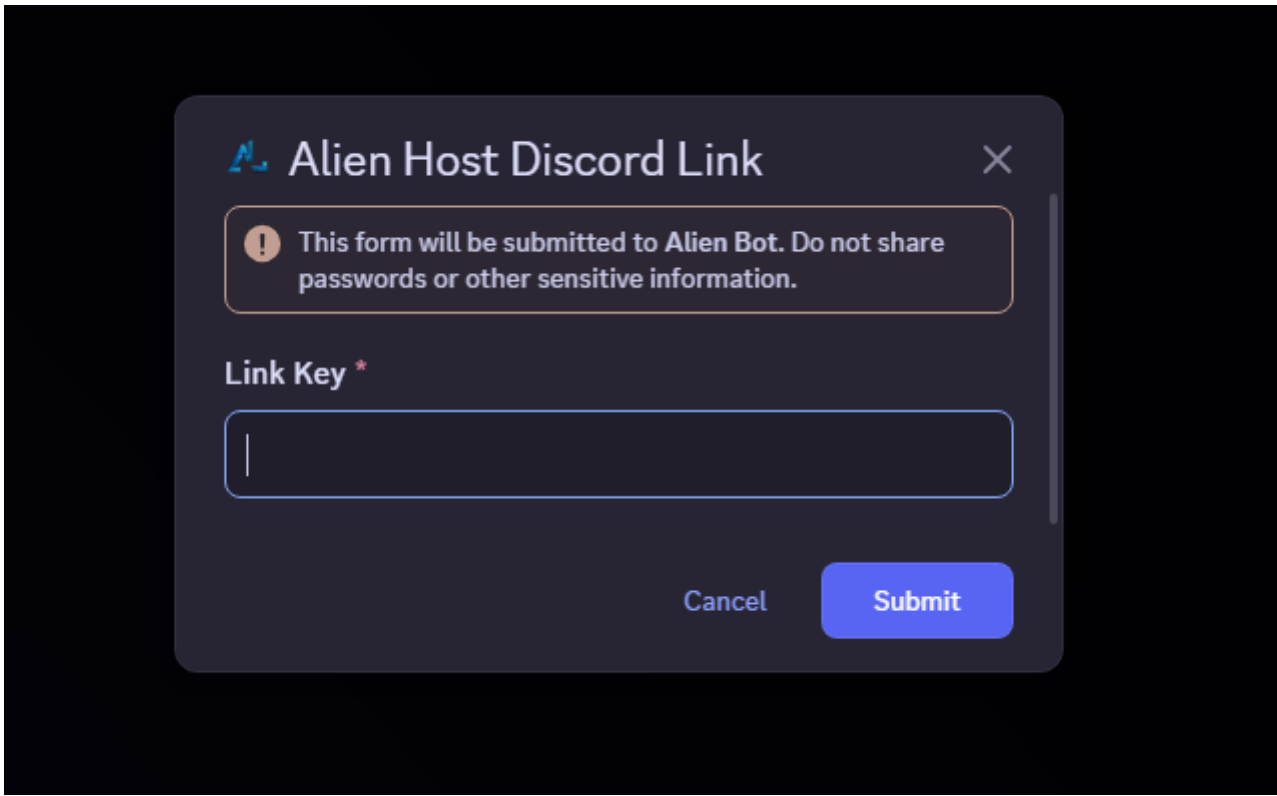 Alien Host Discord Link
This form will be submitted to Alien Bot. Do not share
passwords or other sensitive information.
Link Key *
Cancel
Submit